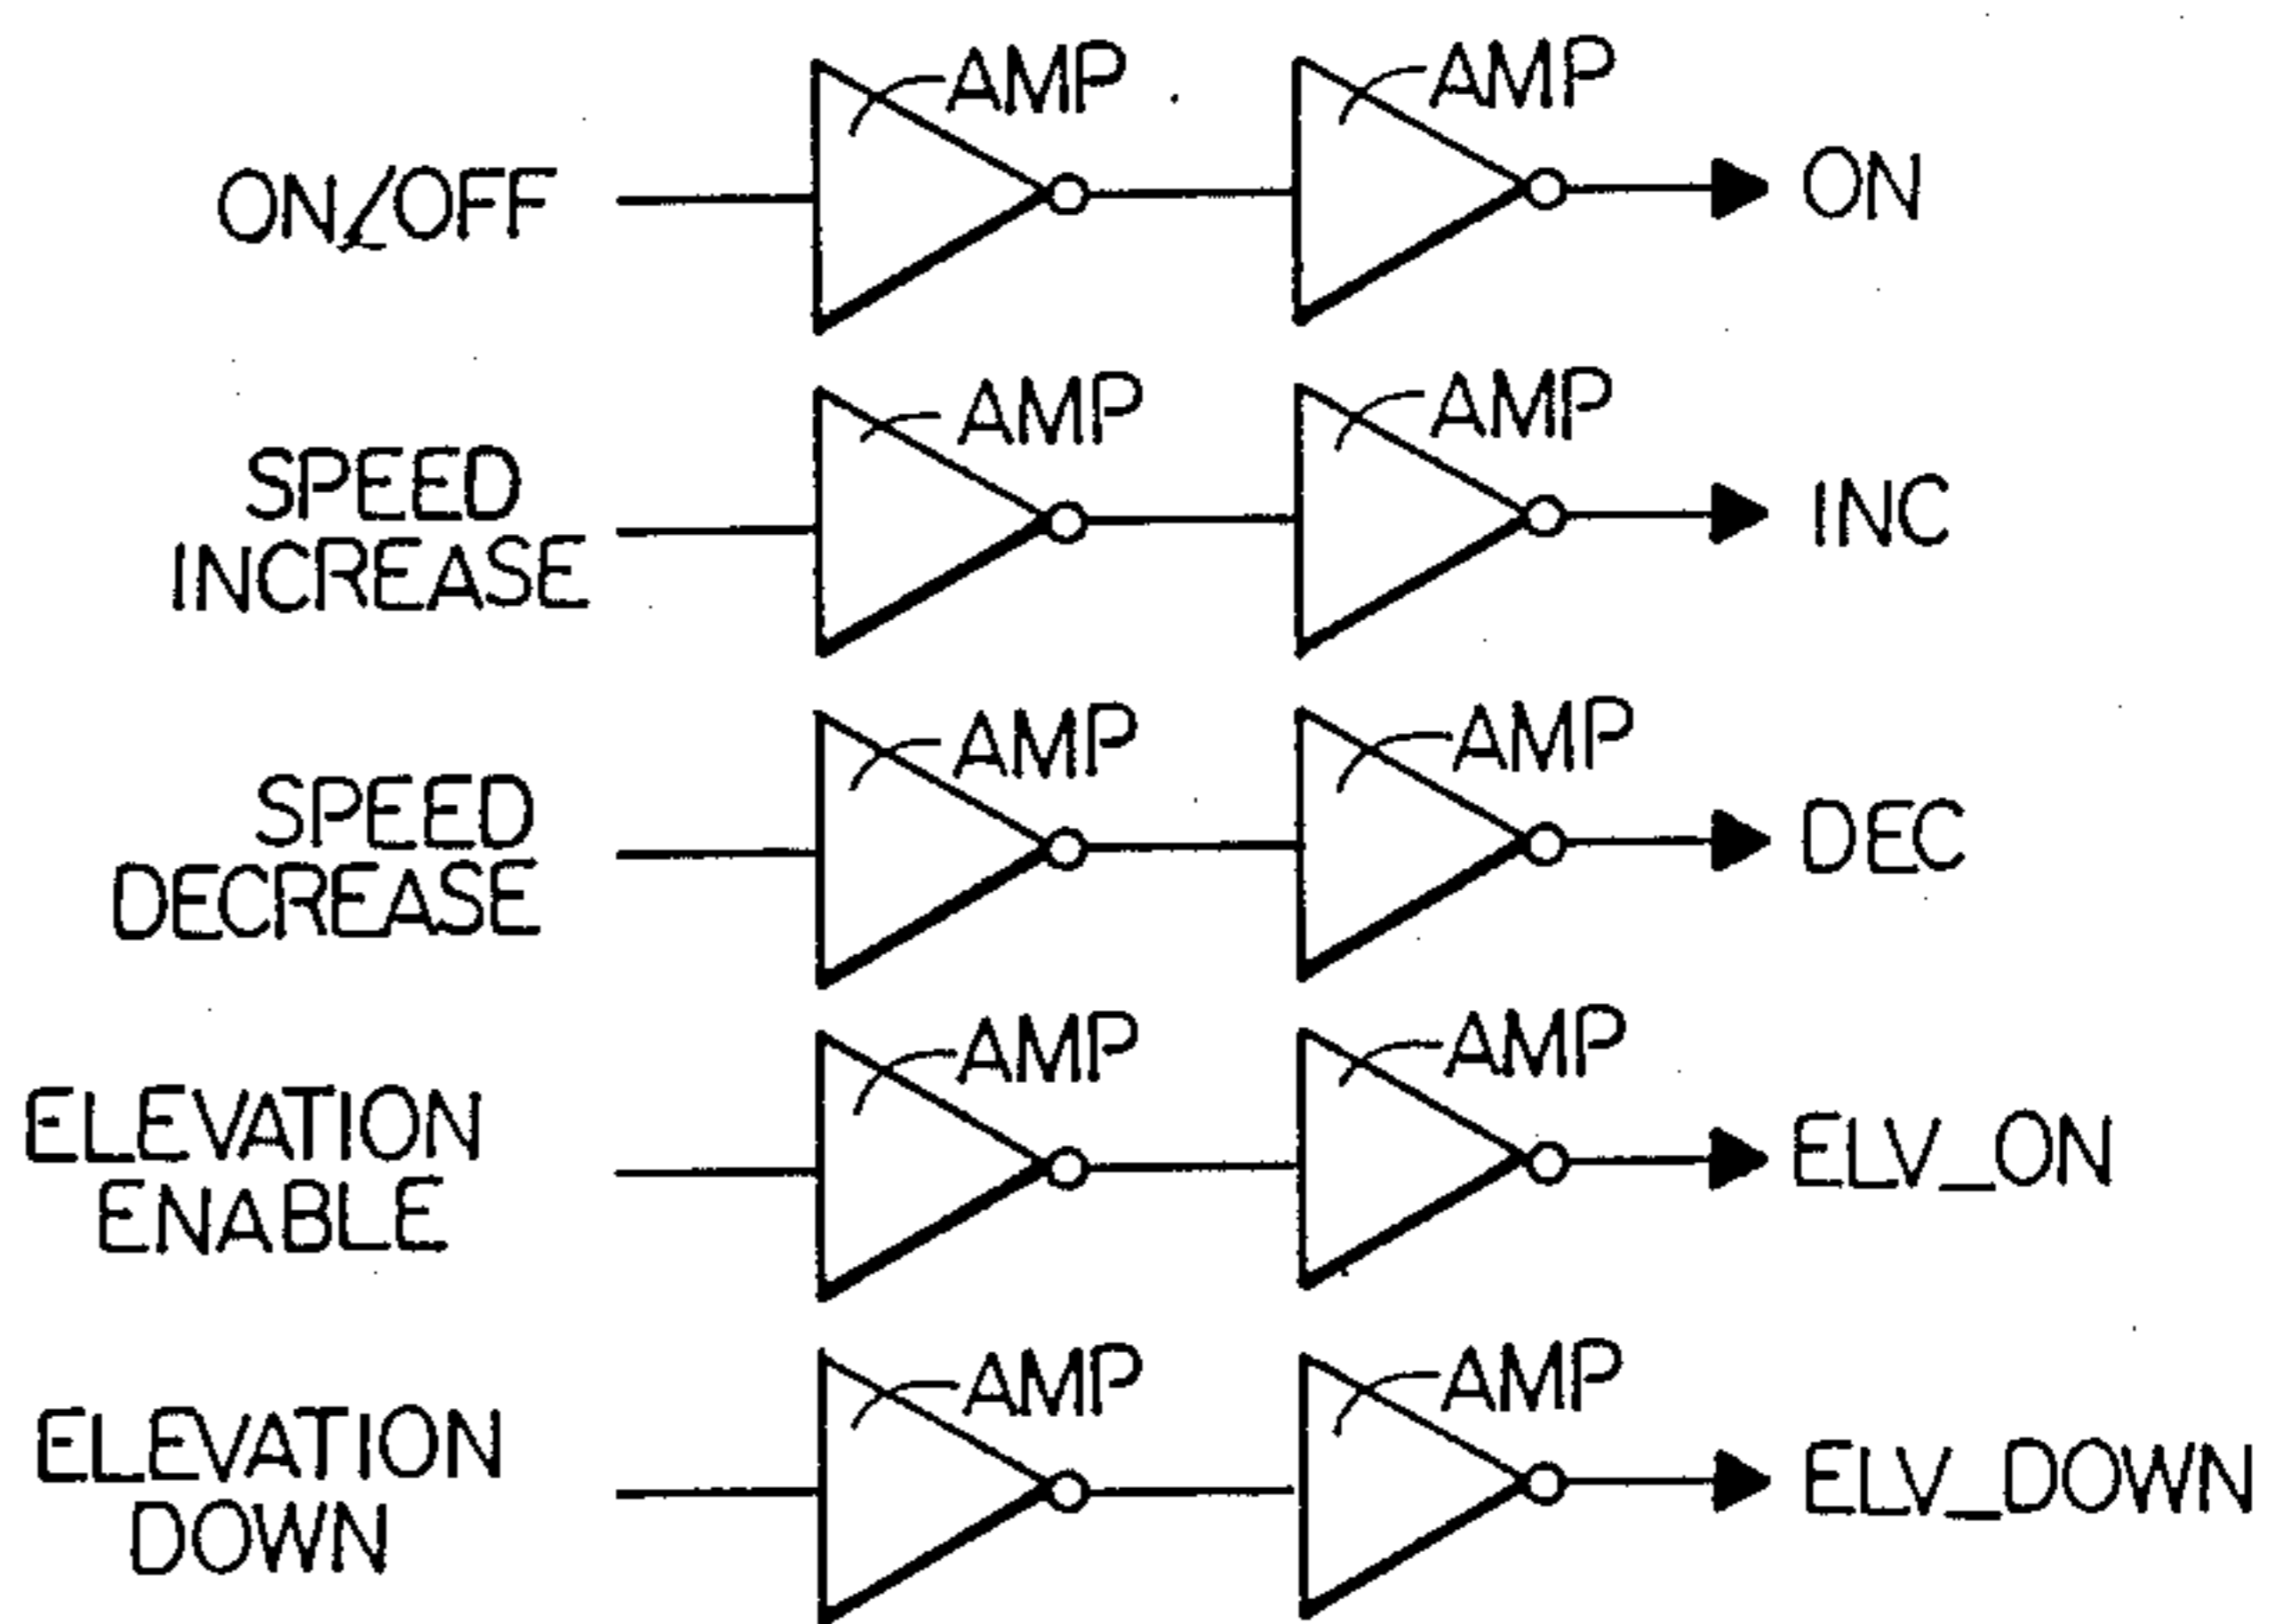 AMP AMP
ON/OFF ON
AMP AMP
SPEED
INCREASE INC
AMP AMP
SPEED
DECREASE DEC
AMP AMP
ELEVATION
ENABLE ELV_ON
AMP AMP
ELEVATION
DOWN ELV_DOWN